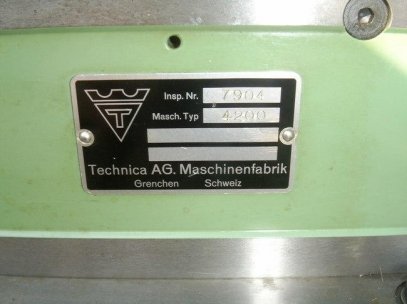 T
Insp. Nr. 7904
Masch. Typ 4200
Technica AG. Maschinenfabrik
Grenchen Schweiz